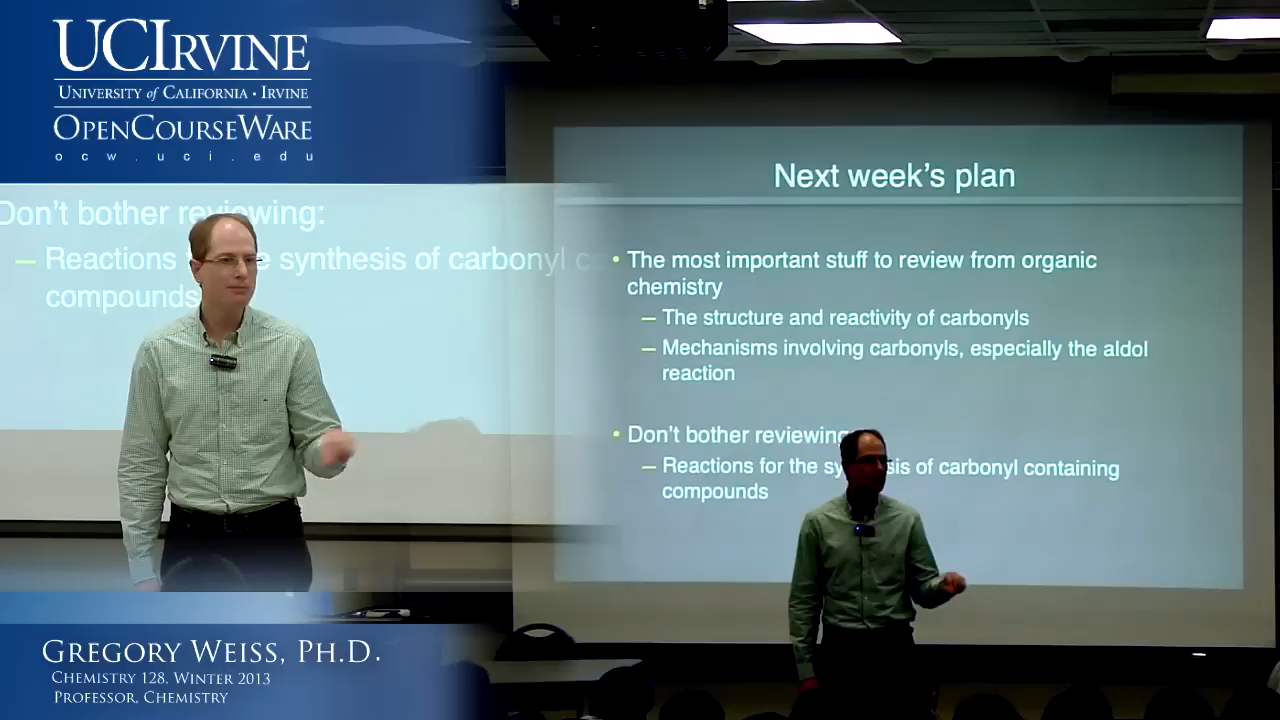 UCIRVINE
UNIVERSITY of CALIFORNIA • IRVINE
OPENCOURSEWARE
ocw.uci.edu
Don't bother reviewing:
– Reactions e synthesis of carbonyl co
compounds
GREGORY WEISS, PH.D.
CHEMISTRY 128. WINTER 2013
PROFESSOR, CHEMISTRY
Next week's plan
• The most important stuff to review from organic
chemistry
– The structure and reactivity of carbonyls
– Mechanisms involving carbonyls, especially the aldol
reaction
• Don't bother reviewing
– Reactions for the sy sis of carbonyl containing
compounds